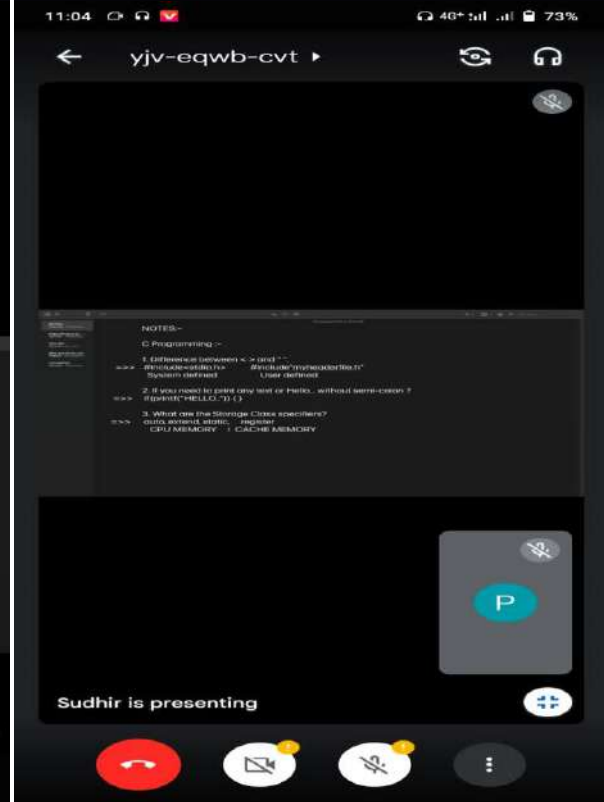 11:04 4G+ 73%
yjv-eqwb-cvt
NOTES:-
C Programming :-
1. Difference between < > and " "
=>> #include<stdio.h> #include"myheaderfile.h"
System defined User defined
2. If you need to print any text or Hello.. without semi-colon ?
=>> if(printf("HELLO..")) { }
3. What are the Storage Class specifiers?
=>> auto, extend, static, register
CPU MEMORY CACHE MEMORY
P
Sudhir is presenting